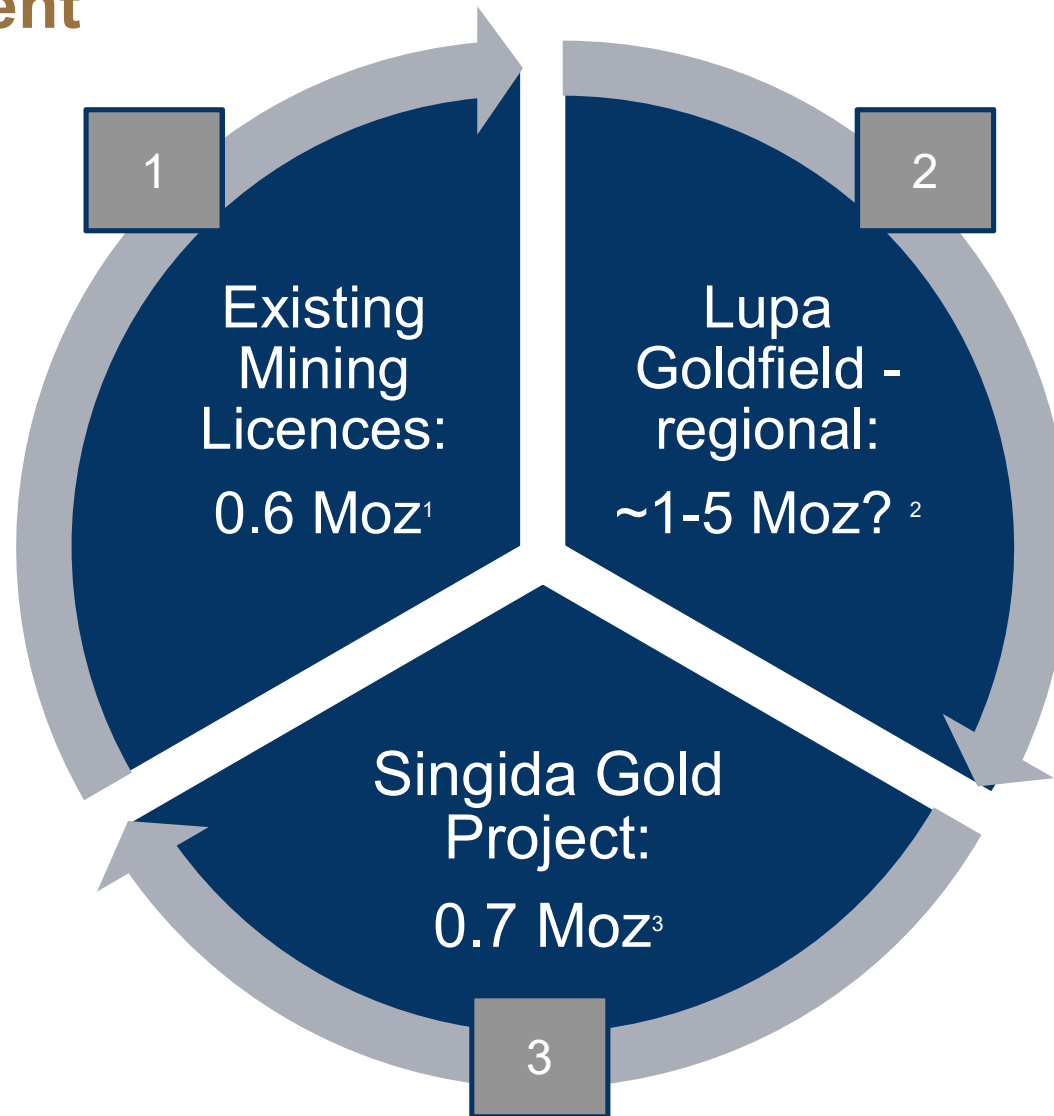 ent
1
Existing
Mining
Licences:
0.6 Moz¹
2
Lupa
Goldfield -
regional:
~1-5 Moz? ²
Singida Gold
Project:
0.7 Moz³
3